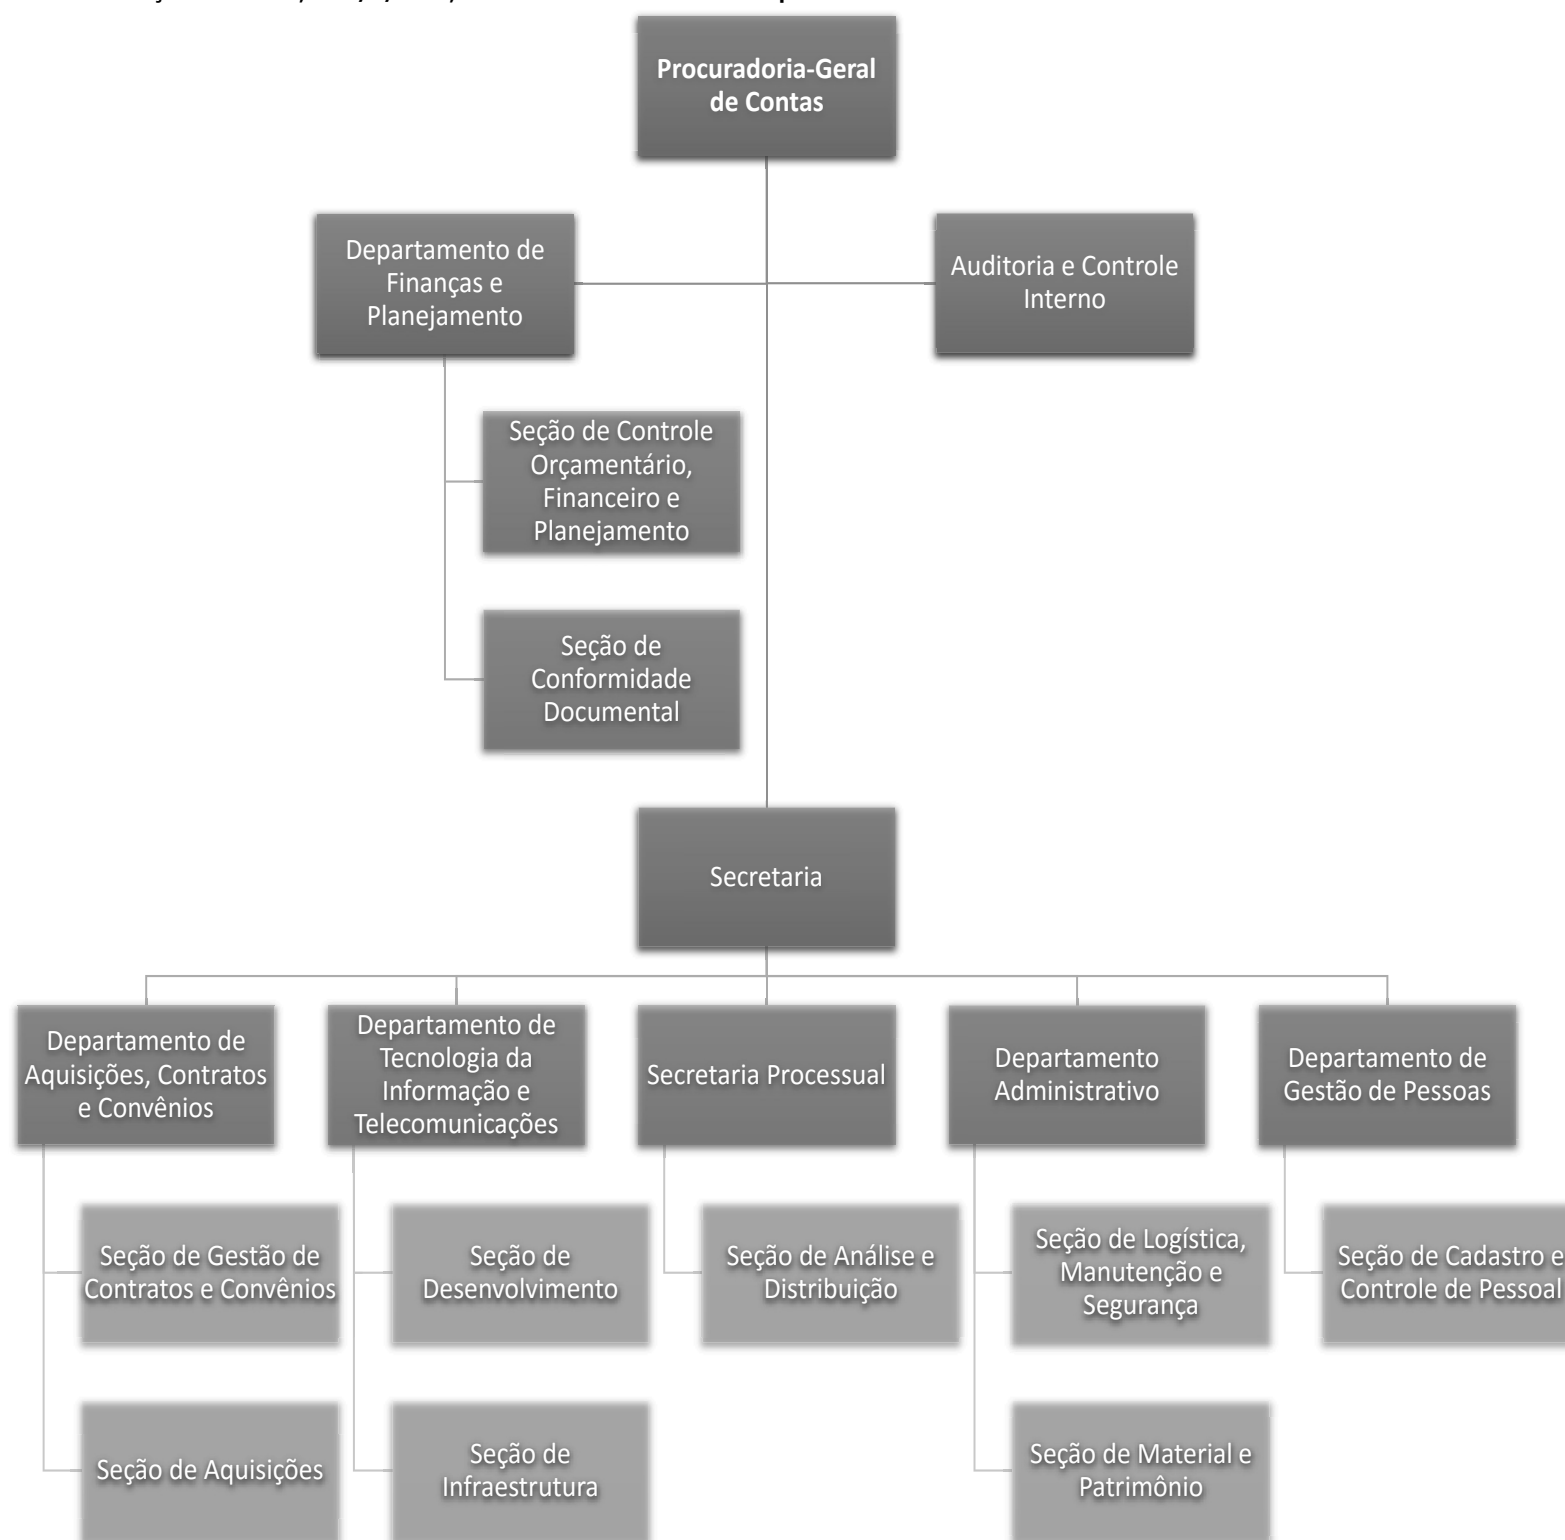 Procuradoria-Geral
de Contas
Departamento de
Finanças e
Planejamento
Auditoria e Controle
Interno
Seção de Controle
Orçamentário,
Financeiro e
Planejamento
Seção de
Conformidade
Documental
Secretaria
Departamento de
Aquisições, Contratos
e Convênios
Departamento de
Tecnologia da
Informação e
Telecomunicações
Secretaria Processual
Departamento
Administrativo
Departamento de
Gestão de Pessoas
Seção de Gestão de
Contratos e Convênios
Seção de
Desenvolvimento
Seção de Análise e
Distribuição
Seção de Logística,
Manutenção e
Segurança
Seção de Cadastro e
Controle de Pessoal
Seção de Aquisições
Seção de
Infraestrutura
Seção de Material e
Patrimônio